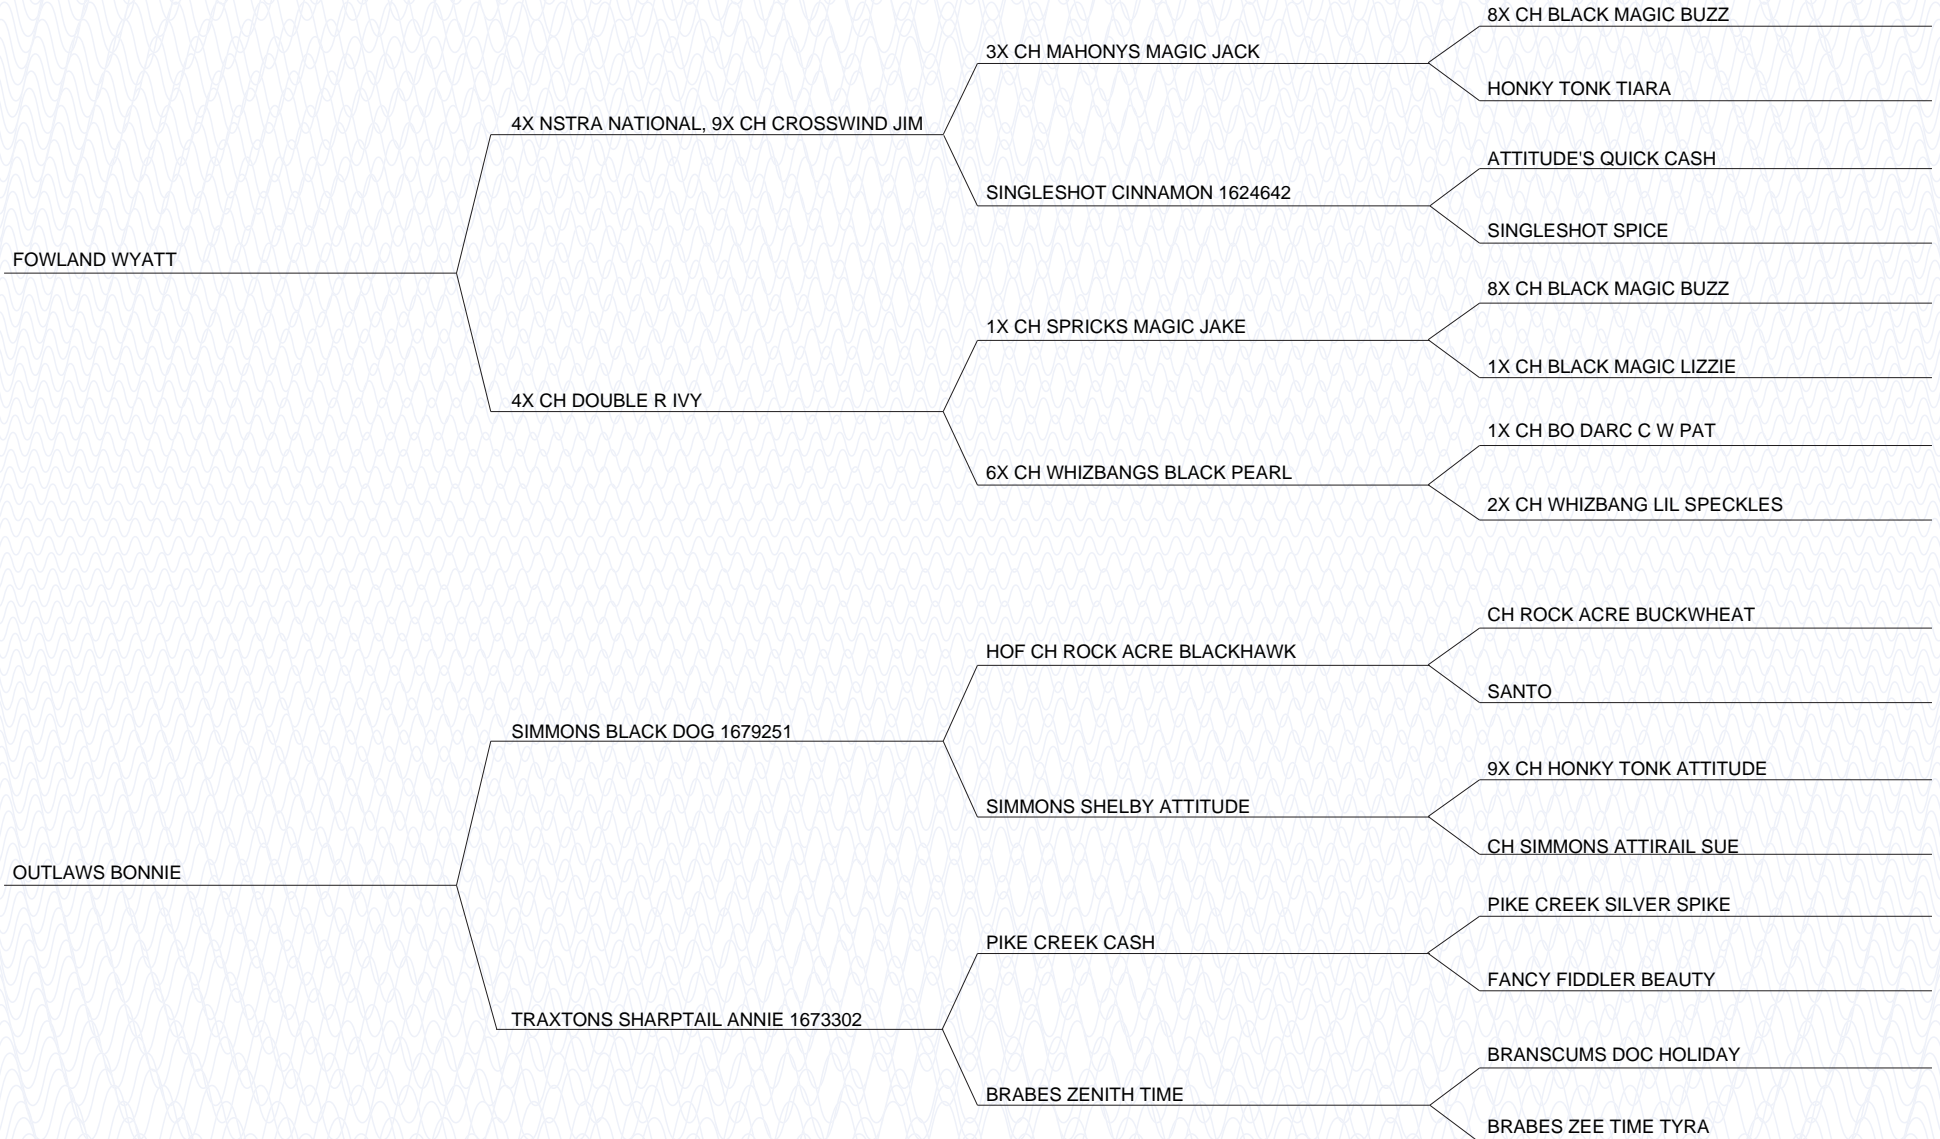 8X CH BLACK MAGIC BUZZ
3X CH MAHONYS MAGIC JACK
HONKY TONK TIARA
4X NSTRA NATIONAL, 9X CH CROSSWIND JIM
ATTITUDE'S QUICK CASH
SINGLESHOT CINNAMON 1624642
SINGLESHOT SPICE
FOWLAND WYATT
8X CH BLACK MAGIC BUZZ
1X CH SPRICKS MAGIC JAKE
1X CH BLACK MAGIC LIZZIE
4X CH DOUBLE R IVY
1X CH BO DARC C W PAT
6X CH WHIZBANGS BLACK PEARL
2X CH WHIZBANG LIL SPECKLES
CH ROCK ACRE BUCKWHEAT
HOF CH ROCK ACRE BLACKHAWK
SANTO
SIMMONS BLACK DOG 1679251
9X CH HONKY TONK ATTITUDE
SIMMONS SHELBY ATTITUDE
CH SIMMONS ATTIRAIL SUE
OUTLAWS BONNIE
PIKE CREEK SILVER SPIKE
PIKE CREEK CASH
FANCY FIDDLER BEAUTY
TRAXTONS SHARPTAIL ANNIE 1673302
BRANSCUMS DOC HOLIDAY
BRABES ZENITH TIME
BRABES ZEE TIME TYRA